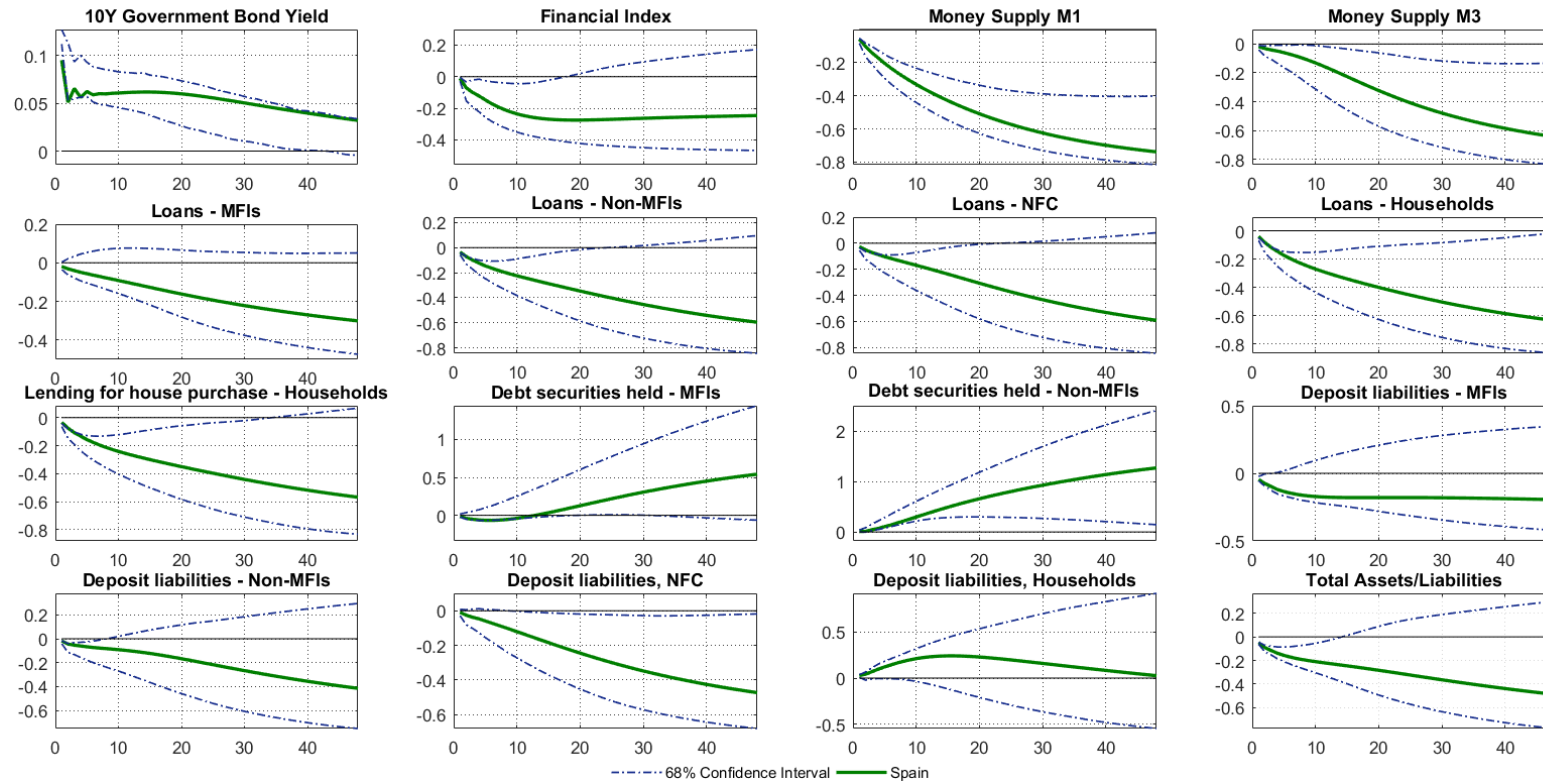 10Y Government Bond Yield
0.1
0.05
0
0 10 20 30 40
Financial Index
0.2
0
-0.2
-0.4
0 10 20 30 40
Money Supply M1
-0.2
-0.4
-0.6
-0.8
0 10 20 30 40
Money Supply M3
0
-0.2
-0.4
-0.6
-0.8
0 10 20 30 40
Loans - MFIs
0.2
0
-0.2
-0.4
0 10 20 30 40
Loans - Non-MFIs
0.2
0
-0.2
-0.4
-0.6
-0.8
0 10 20 30 40
Loans - NFC
0.2
0
-0.2
-0.4
-0.6
-0.8
0 10 20 30 40
Loans - Households
0
-0.2
-0.4
-0.6
-0.8
0 10 20 30 40
Lending for house purchase - Households
0
-0.2
-0.4
-0.6
-0.8
0 10 20 30 40
Debt securities held - MFIs
1
0.5
0
0 10 20 30 40
Debt securities held - Non-MFIs
2
1
0
0 10 20 30 40
Deposit liabilities - MFIs
0.5
0
-0.5
0 10 20 30 40
Deposit liabilities - Non-MFIs
0.2
0
-0.2
-0.4
-0.6
0 10 20 30 40
Deposit liabilities, NFC
0
-0.2
-0.4
-0.6
0 10 20 30 40
Deposit liabilities, Households
0.5
0
-0.5
0 10 20 30 40
Total Assets/Liabilities
0.2
0
-0.2
-0.4
-0.6
0 10 20 30 40
68% Confidence Interval Spain